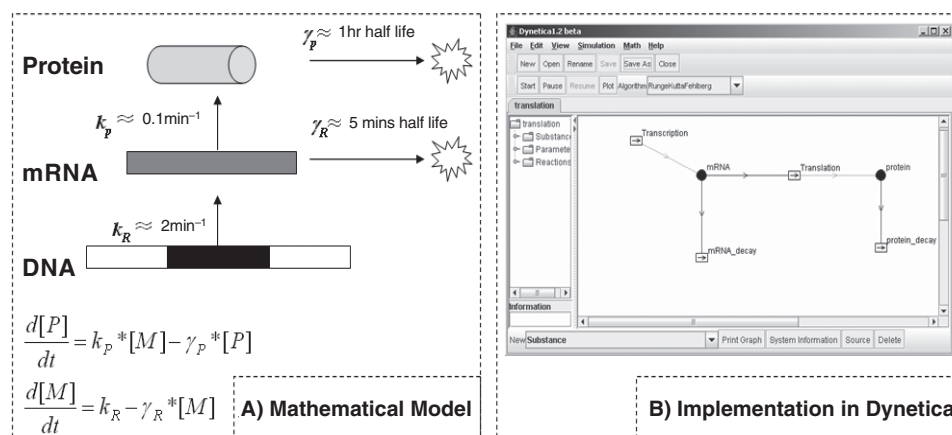 γp ≈ 1hr half life
Protein
kp ≈ 0.1min⁻¹
γR ≈ 5 mins half life
mRNA
kR ≈ 2min⁻¹
DNA
d[P]/dt = kP *[M] − γP *[P]
d[M]/dt = kR − γR *[M]
A) Mathematical Model
Dynetica1.2 beta
File Edit View Simulation Math Help
New Open Rename Save Save As Close
Start Pause Resume Plot Algorithm RungeKuttaFehlberg
translation
translation
Substanc
Paramete
Reactions
Transcription
mRNA
Translation
protein
mRNA_decay
protein_decay
Information
New Substance Print Graph System Information Source Delete
B) Implementation in Dynetica